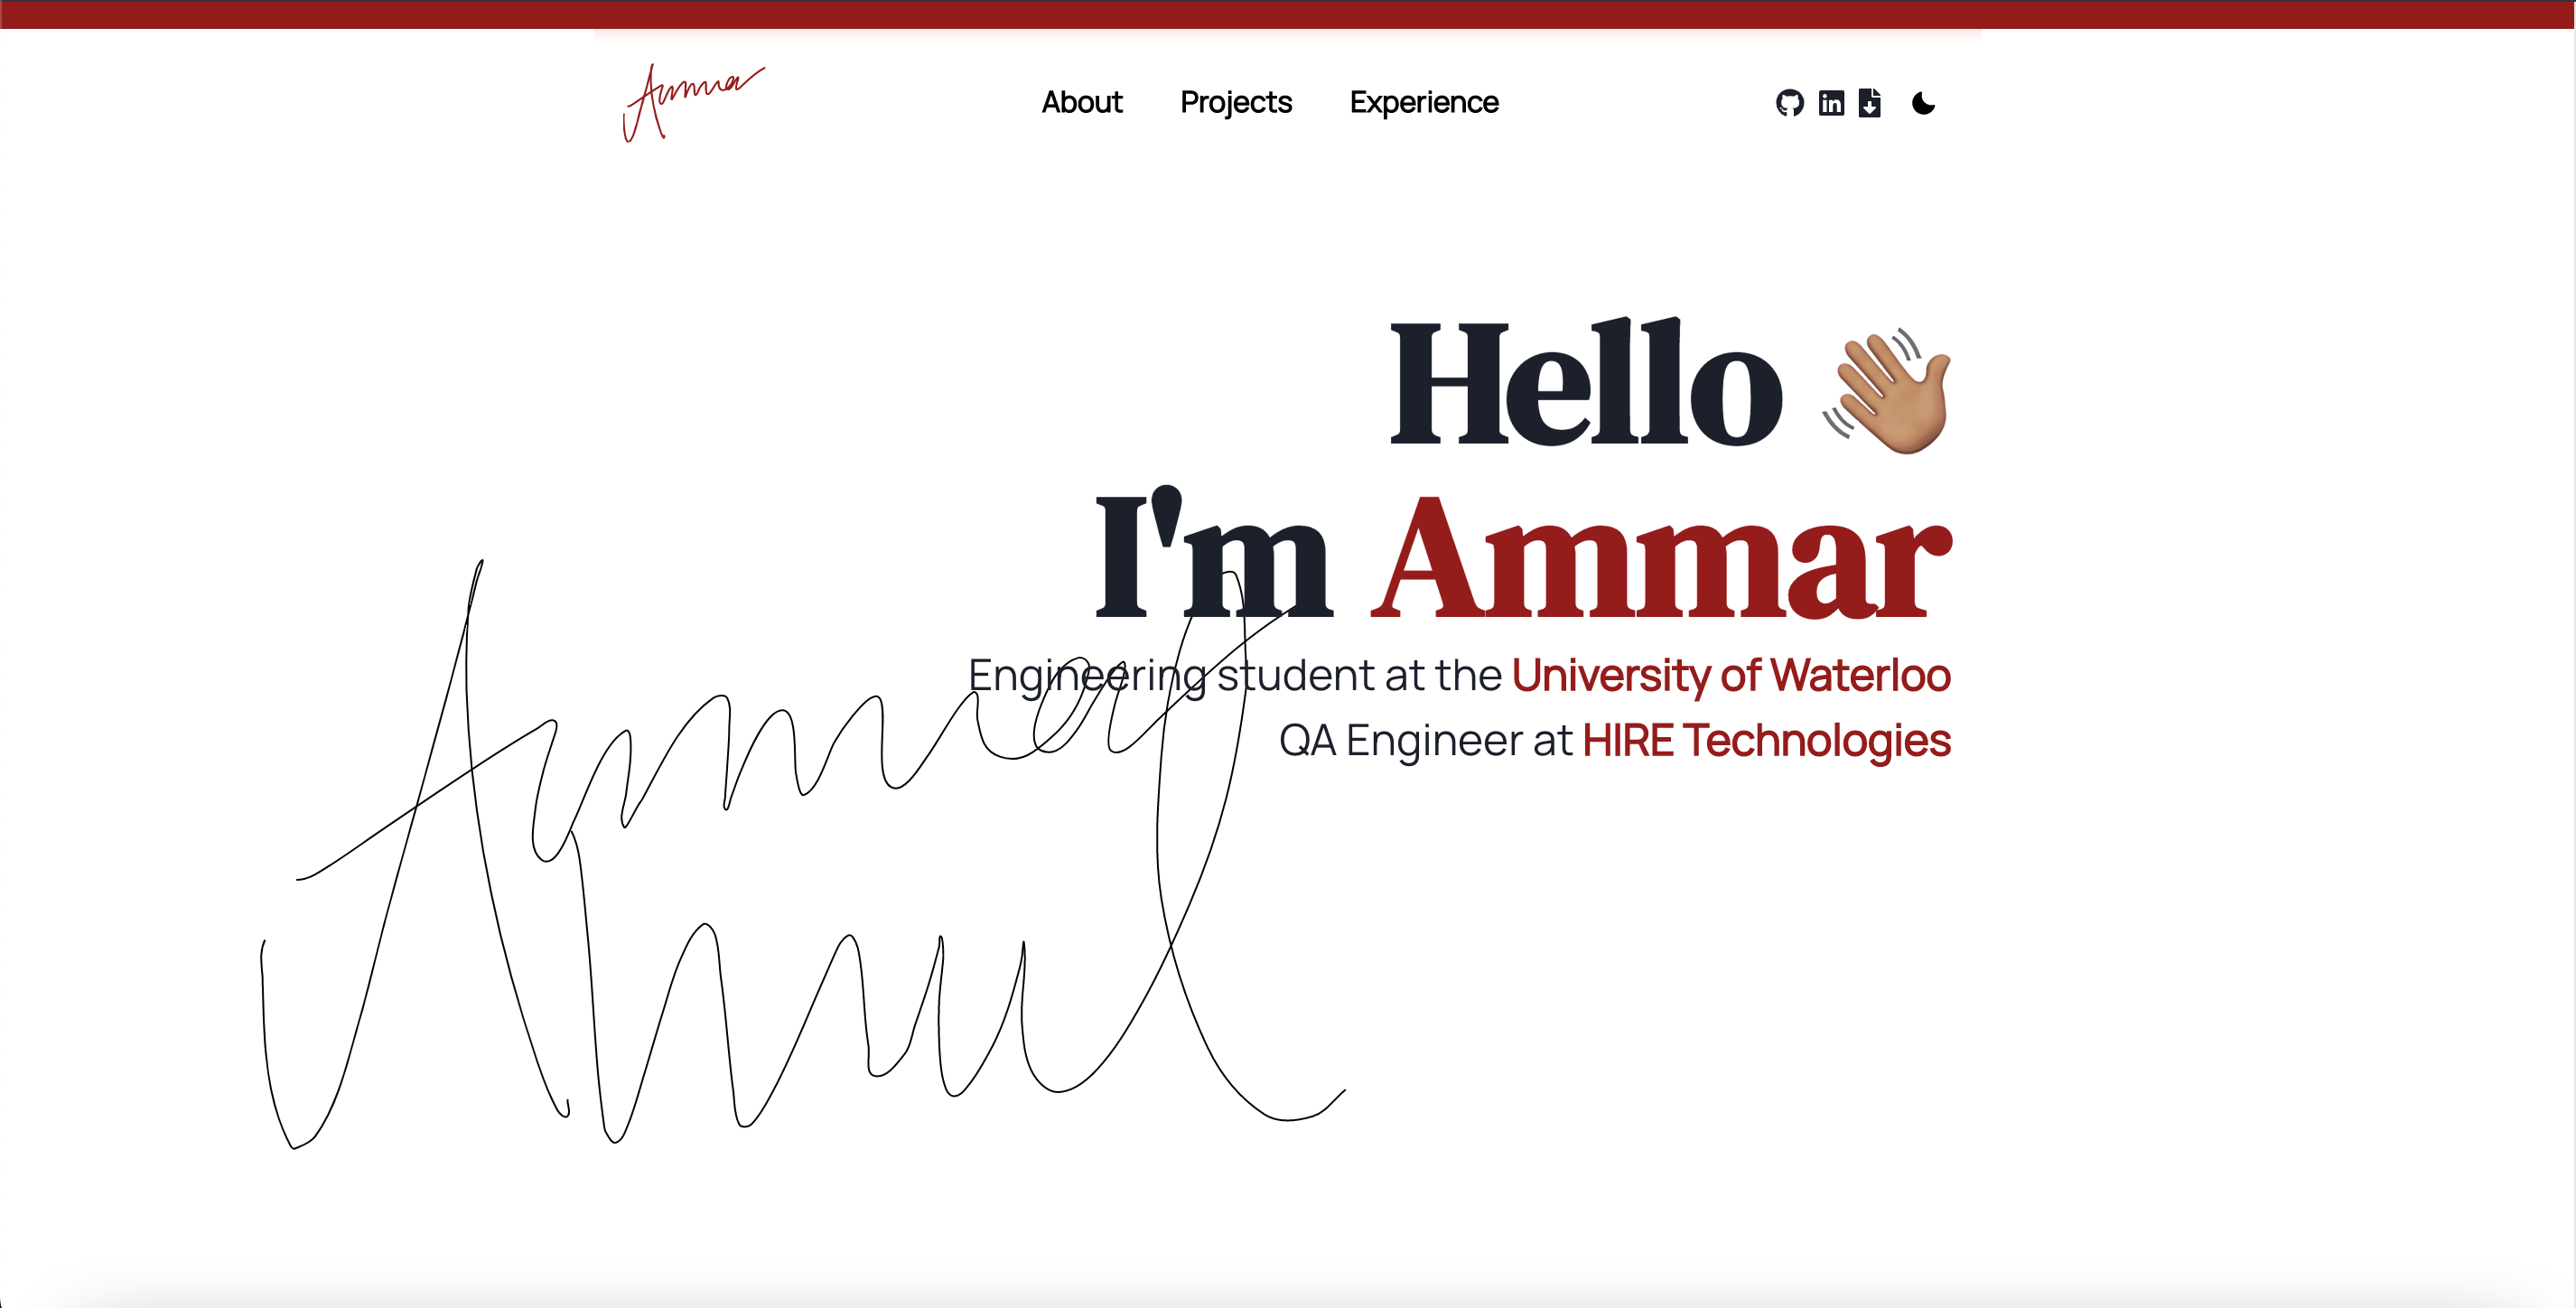 Ammar
About Projects Experience
Hello 👋🏽
I'm Ammar
Engineering student at the University of Waterloo
QA Engineer at HIRE Technologies
Ammar